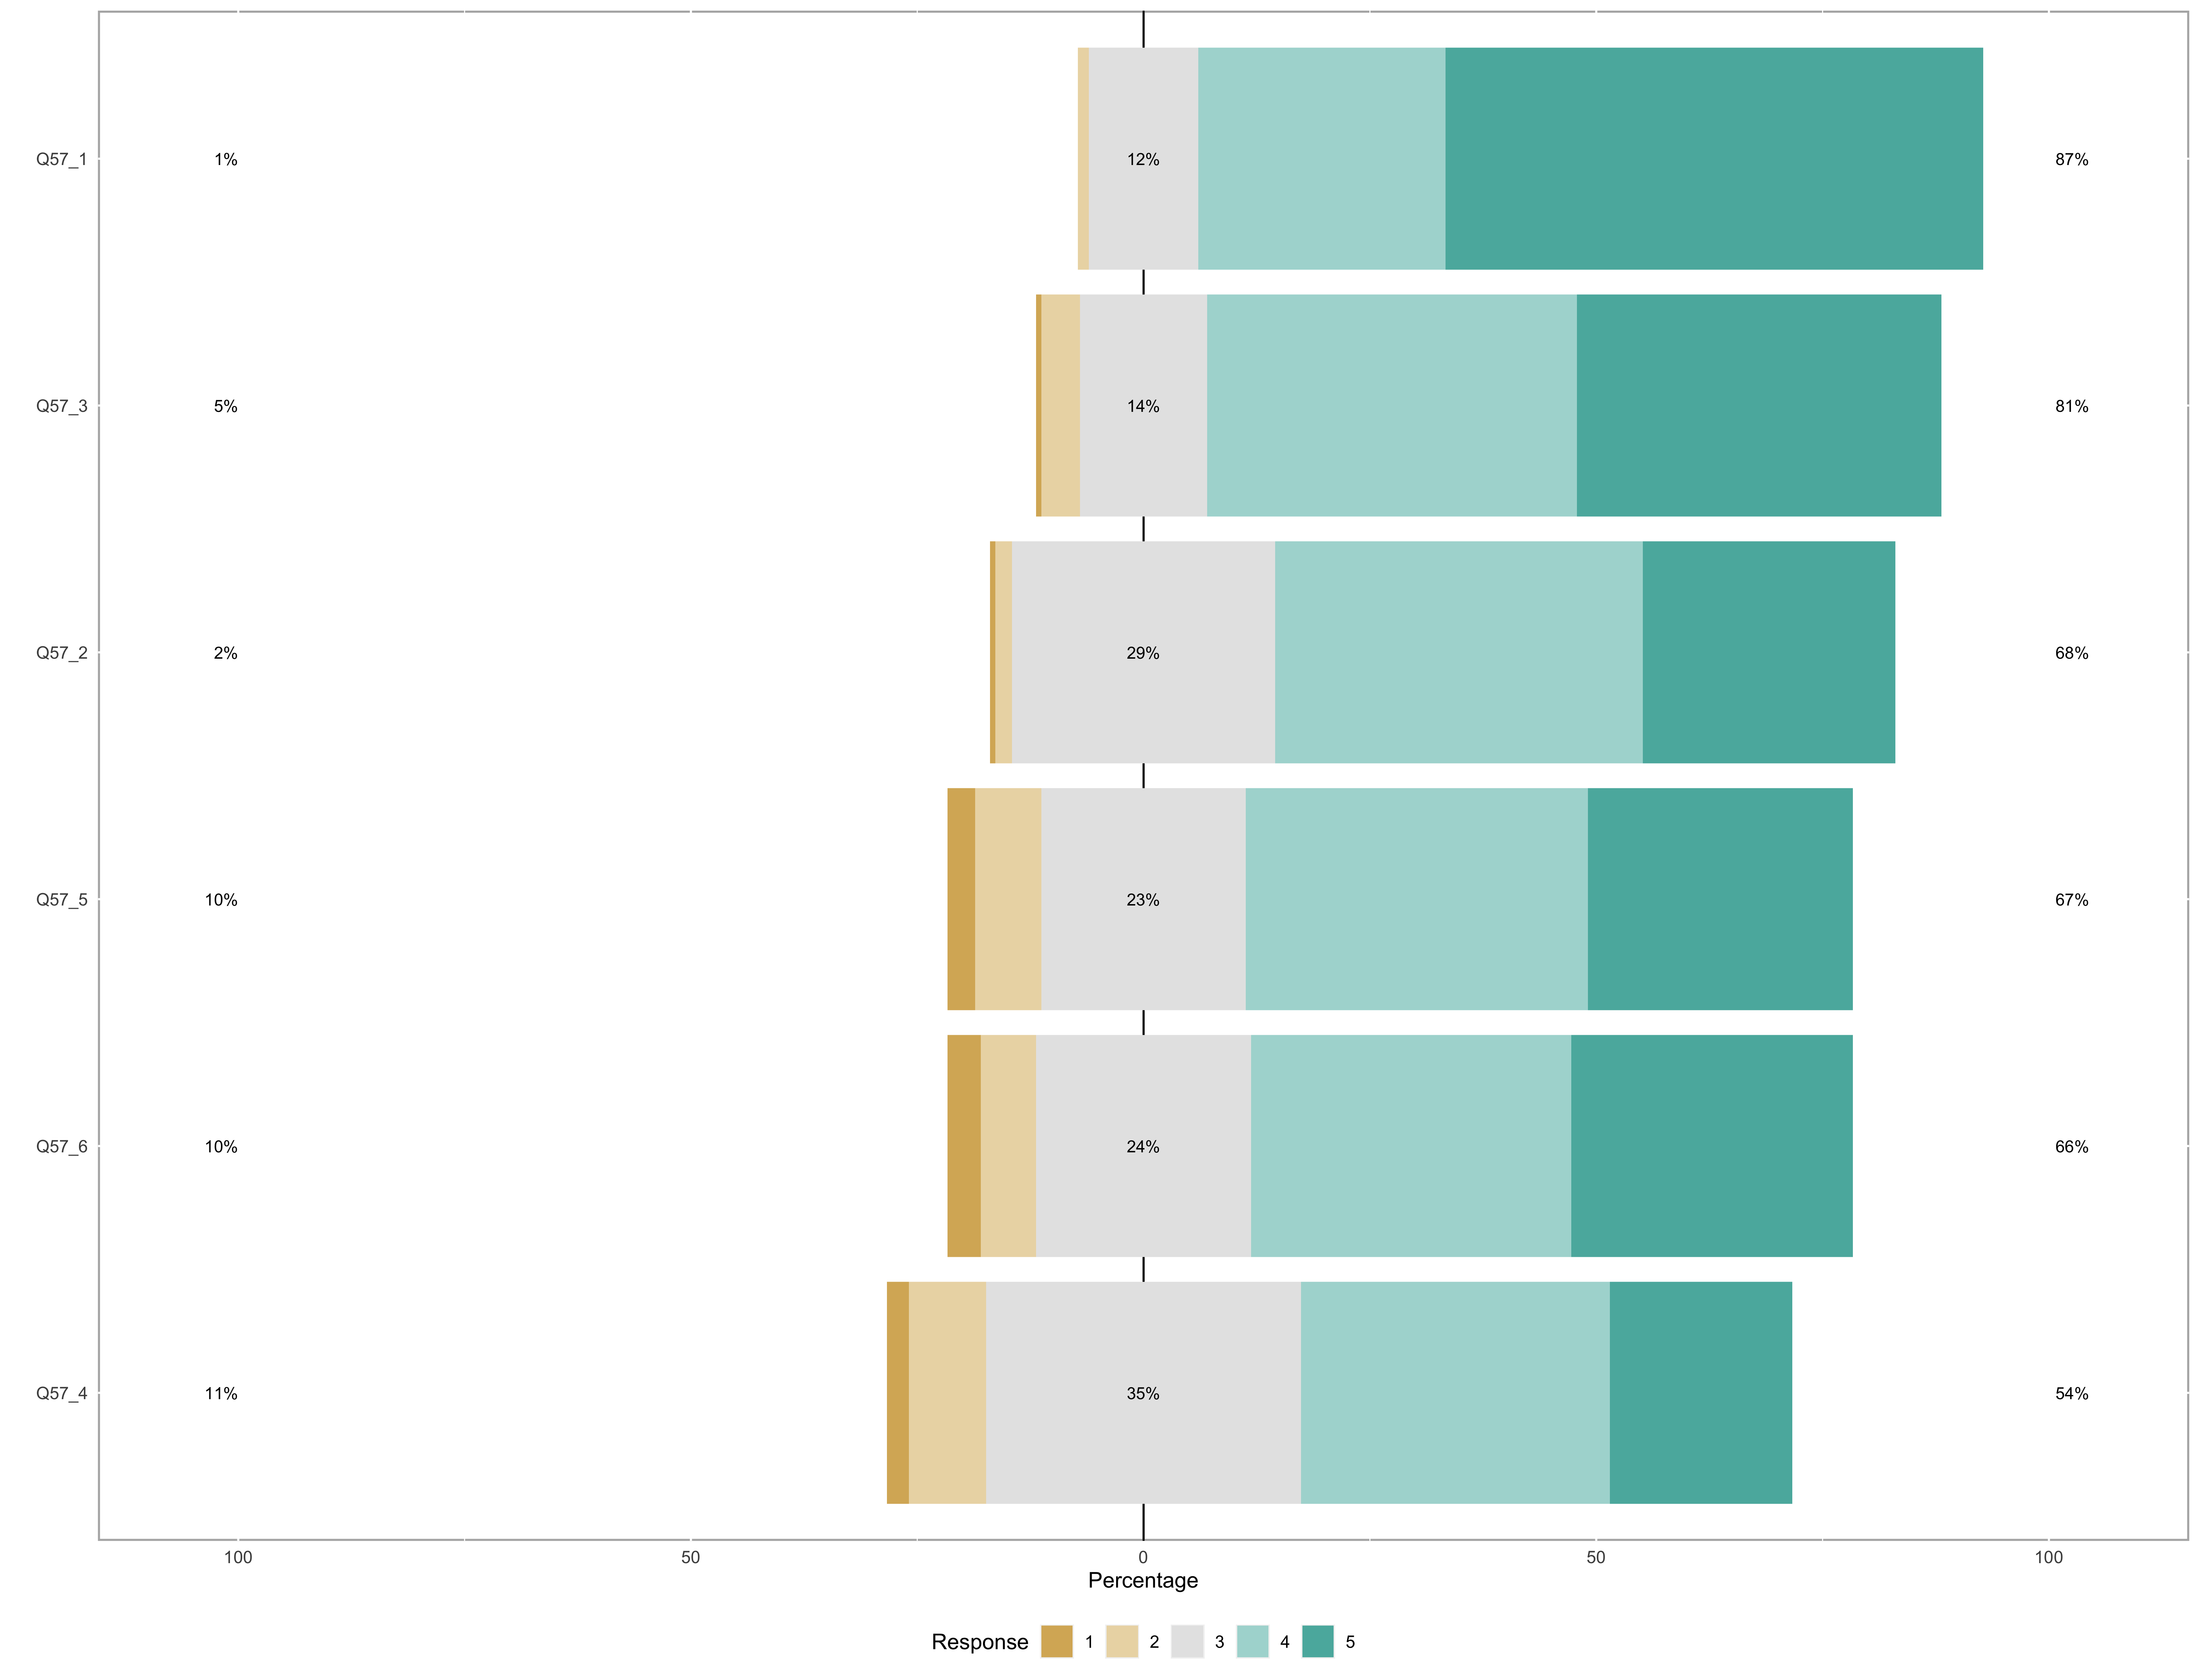 Q57_1 1% 12% 87%
Q57_3 5% 14% 81%
Q57_2 2% 29% 68%
Q57_5 10% 23% 67%
Q57_6 10% 24% 66%
Q57_4 11% 35% 54%
100 50 0 50 100
Percentage
Response 1 2 3 4 5